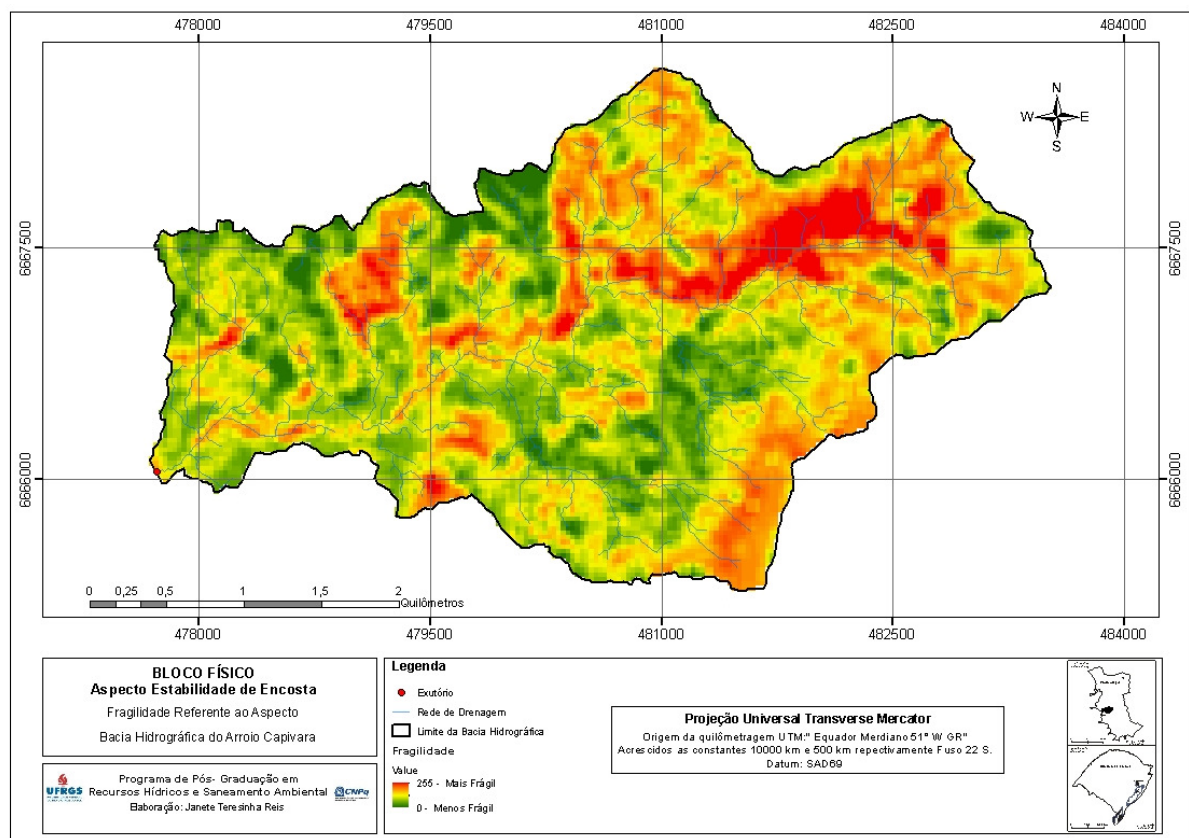 478000 479500 481000 482500 484000
N
W E
S
6667500 6667500
6666000 6666000
0 0,25 0,5 1 1,5 2
Quilômetros
478000 479500 481000 482500 484000
BLOCO FÍSICO
Aspecto Estabilidade de Encosta
Fragilidade Referente ao Aspecto
Bacia Hidrográfica do Arroio Capivara
UFRGS
Programa de Pós- Graduação em
Recursos Hídricos e Saneamento Ambiental
Elaboração: Janete Teresinha Reis
CNPq
Legenda
Exutório
Rede de Drenagem
Limite da Bacia Hidrográfica
Fragilidade
Value
255 - Mais Frágil
0 - Menos Frágil
Projeção Universal Transverse Mercator
Origem da quilômetragem UTM:" Equador Merdiano 51° W GR"
Acrescidos as constantes 10000 km e 500 km repectivamente Fuso 22 S.
Datum: SAD69